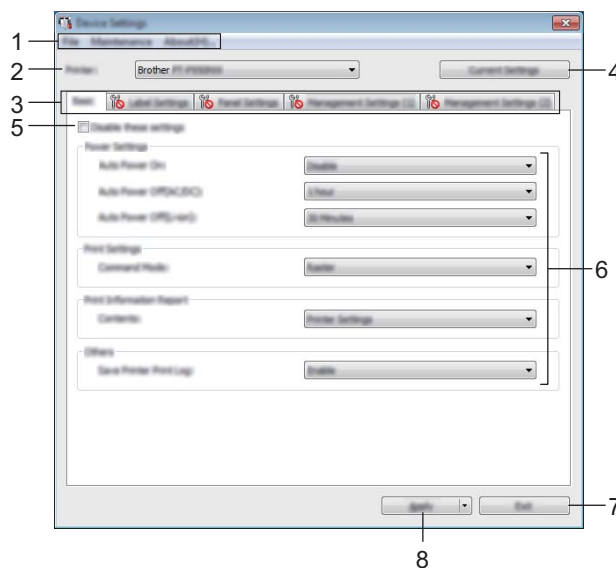 Device Settings
1
File Maintenance About(H)...
2 Printer: Brother Current Settings 4
3 Basic Label Settings Panel Settings Management Settings (1) Management Settings (2)
5 Disable these settings
Power Settings
Auto Power On: Disable
Auto Power Off(AC/DC): 1 hour
Auto Power Off(Li-ion): 30 Minutes
Print Settings
Command Mode: Raster
6
Print Information Report
Contents: Printer Settings
Others
Save Printer Print Log: Enable
Apply Exit 7
8